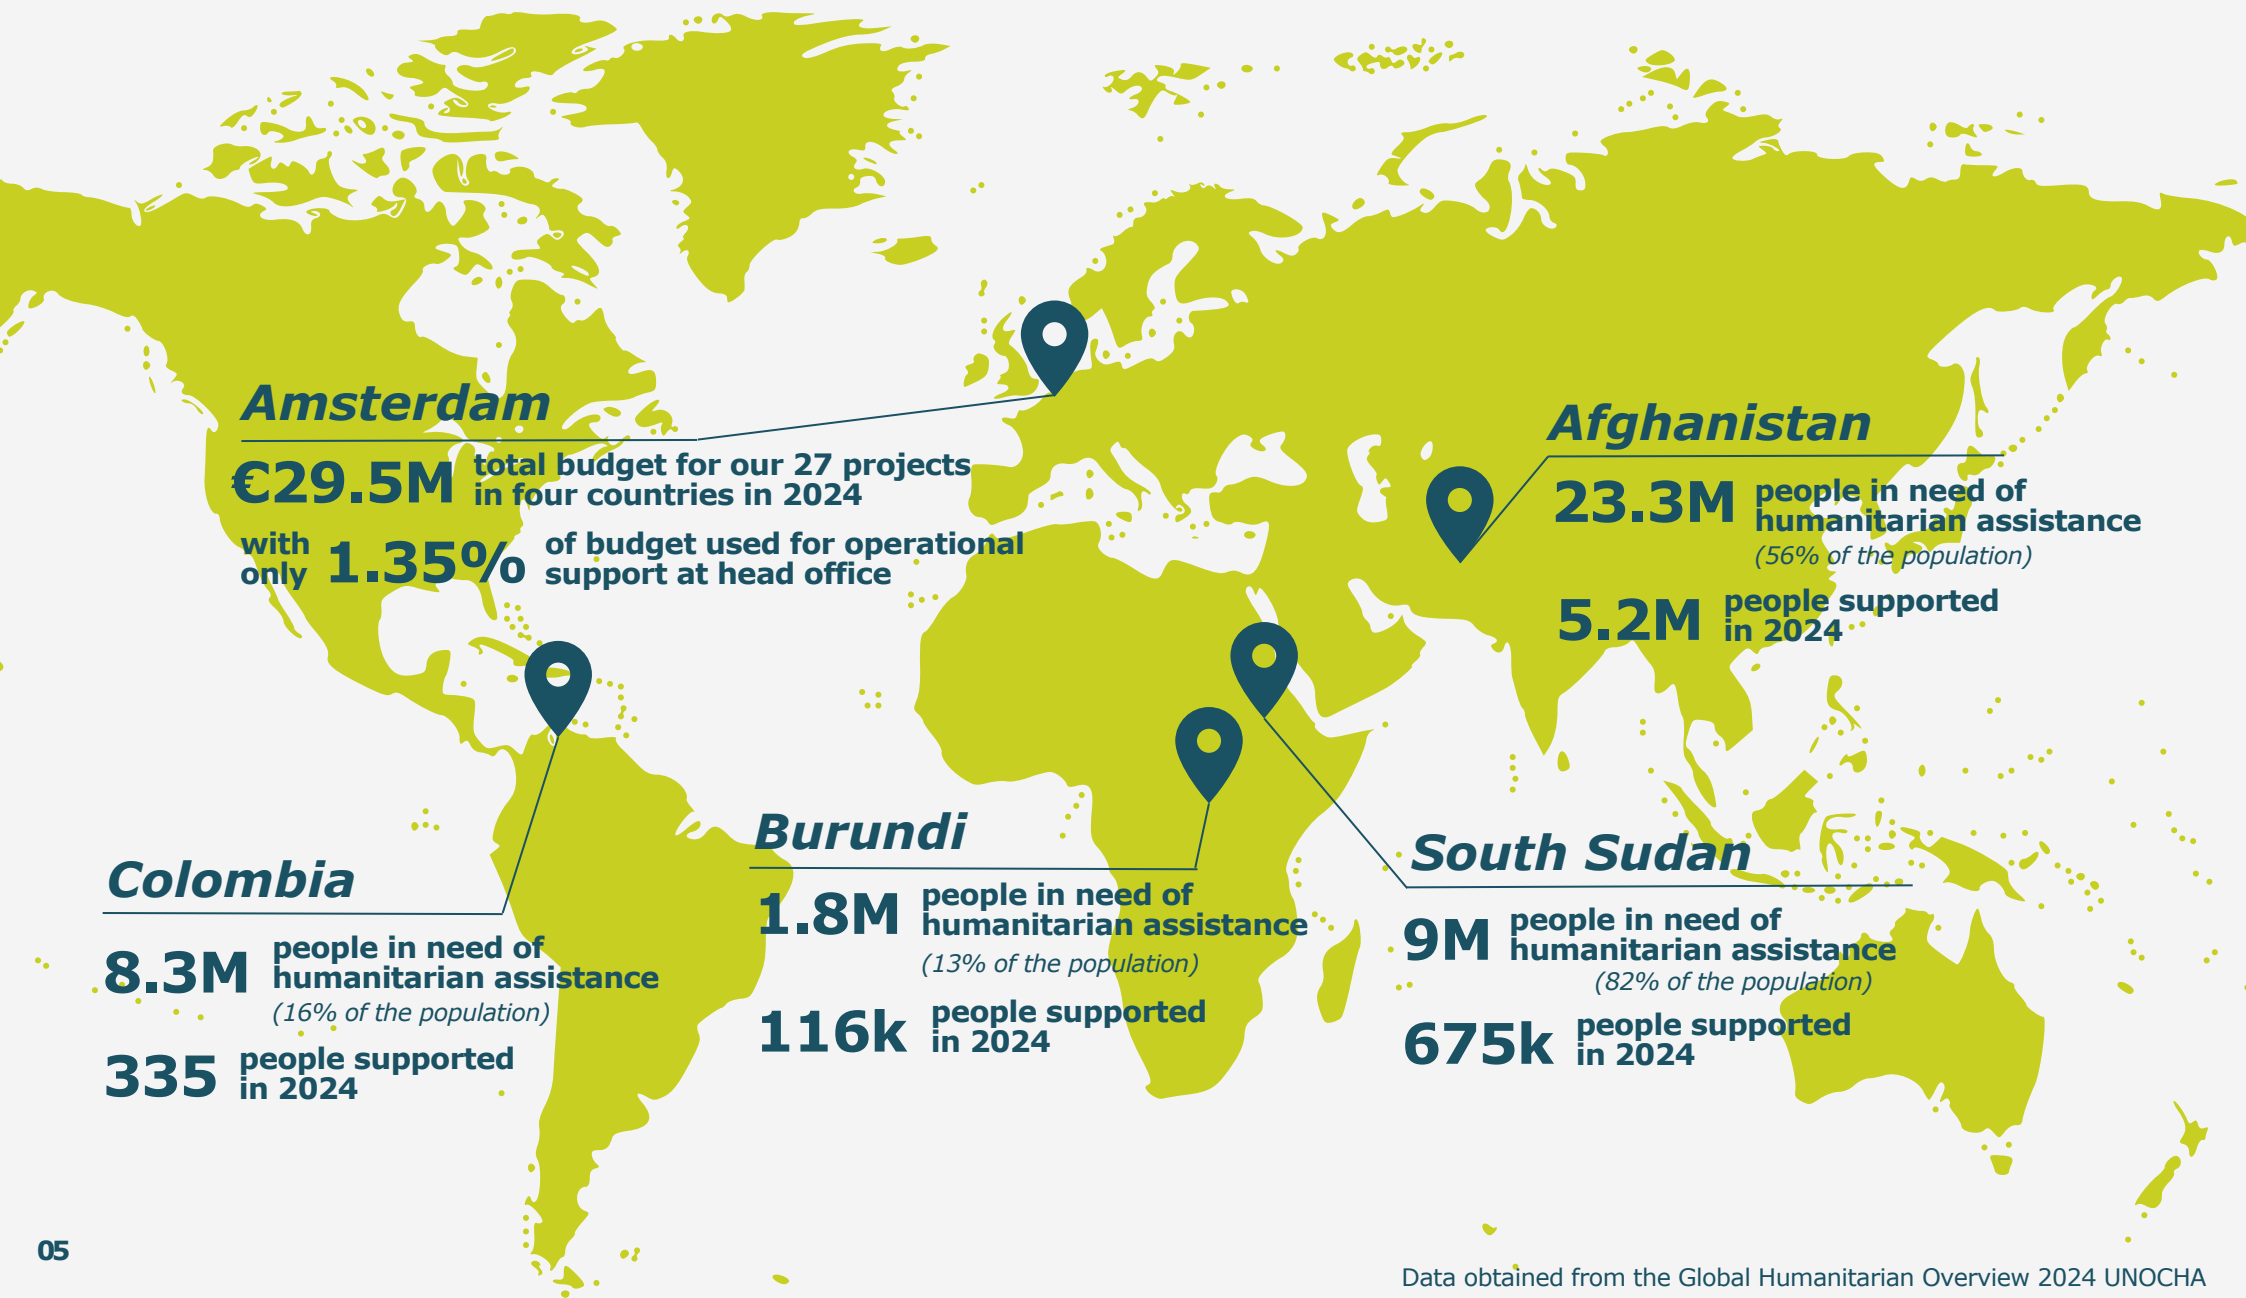 Amsterdam
€29.5M total budget for our 27 projects
in four countries in 2024
with
only 1.35% of budget used for operational
support at head office
Afghanistan
23.3M people in need of
humanitarian assistance
(56% of the population)
5.2M people supported
in 2024
Colombia
8.3M people in need of
humanitarian assistance
(16% of the population)
335 people supported
in 2024
Burundi
1.8M people in need of
humanitarian assistance
(13% of the population)
116k people supported
in 2024
South Sudan
9M people in need of
humanitarian assistance
(82% of the population)
675k people supported
in 2024
05
Data obtained from the Global Humanitarian Overview 2024 UNOCHA